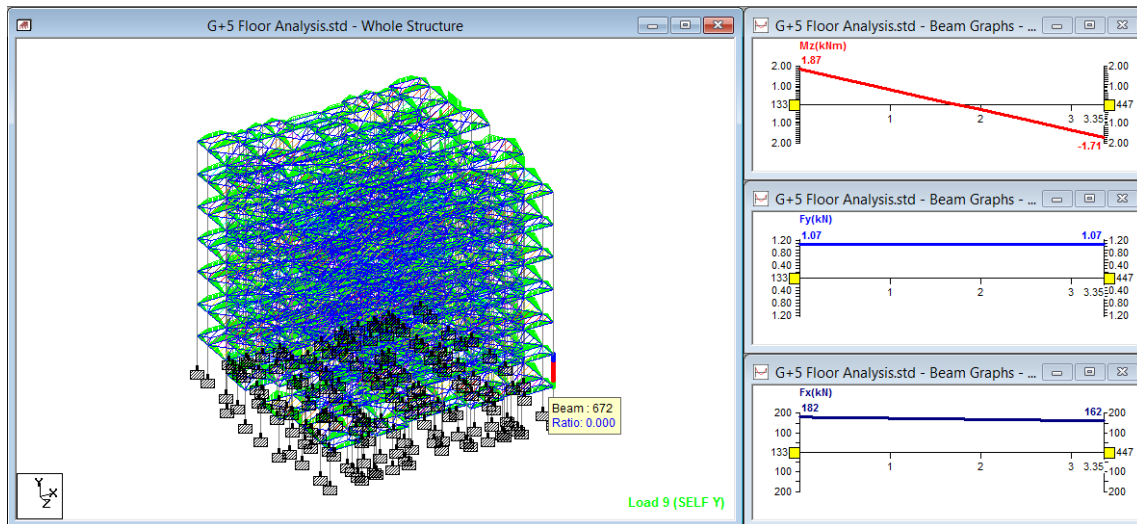 G+5 Floor Analysis.std - Whole Structure
Beam : 672
Ratio: 0.000
Y
X
Z
Load 9 (SELF Y)
G+5 Floor Analysis.std - Beam Graphs - ...
Mz(kNm)
2.00 1.87 2.00
1.00 1.00
133 447
1 2 3 3.35
1.00 1.00
2.00 -1.71 2.00
G+5 Floor Analysis.std - Beam Graphs - ...
Fy(kN)
1.20 1.07 1.07 1.20
0.80 0.80
0.40 0.40
133 447
1 2 3 3.35
0.40 0.40
0.80 0.80
1.20 1.20
G+5 Floor Analysis.std - Beam Graphs - ...
Fx(kN)
200 182 162 200
100 100
133 447
1 2 3 3.35
100 100
200 200